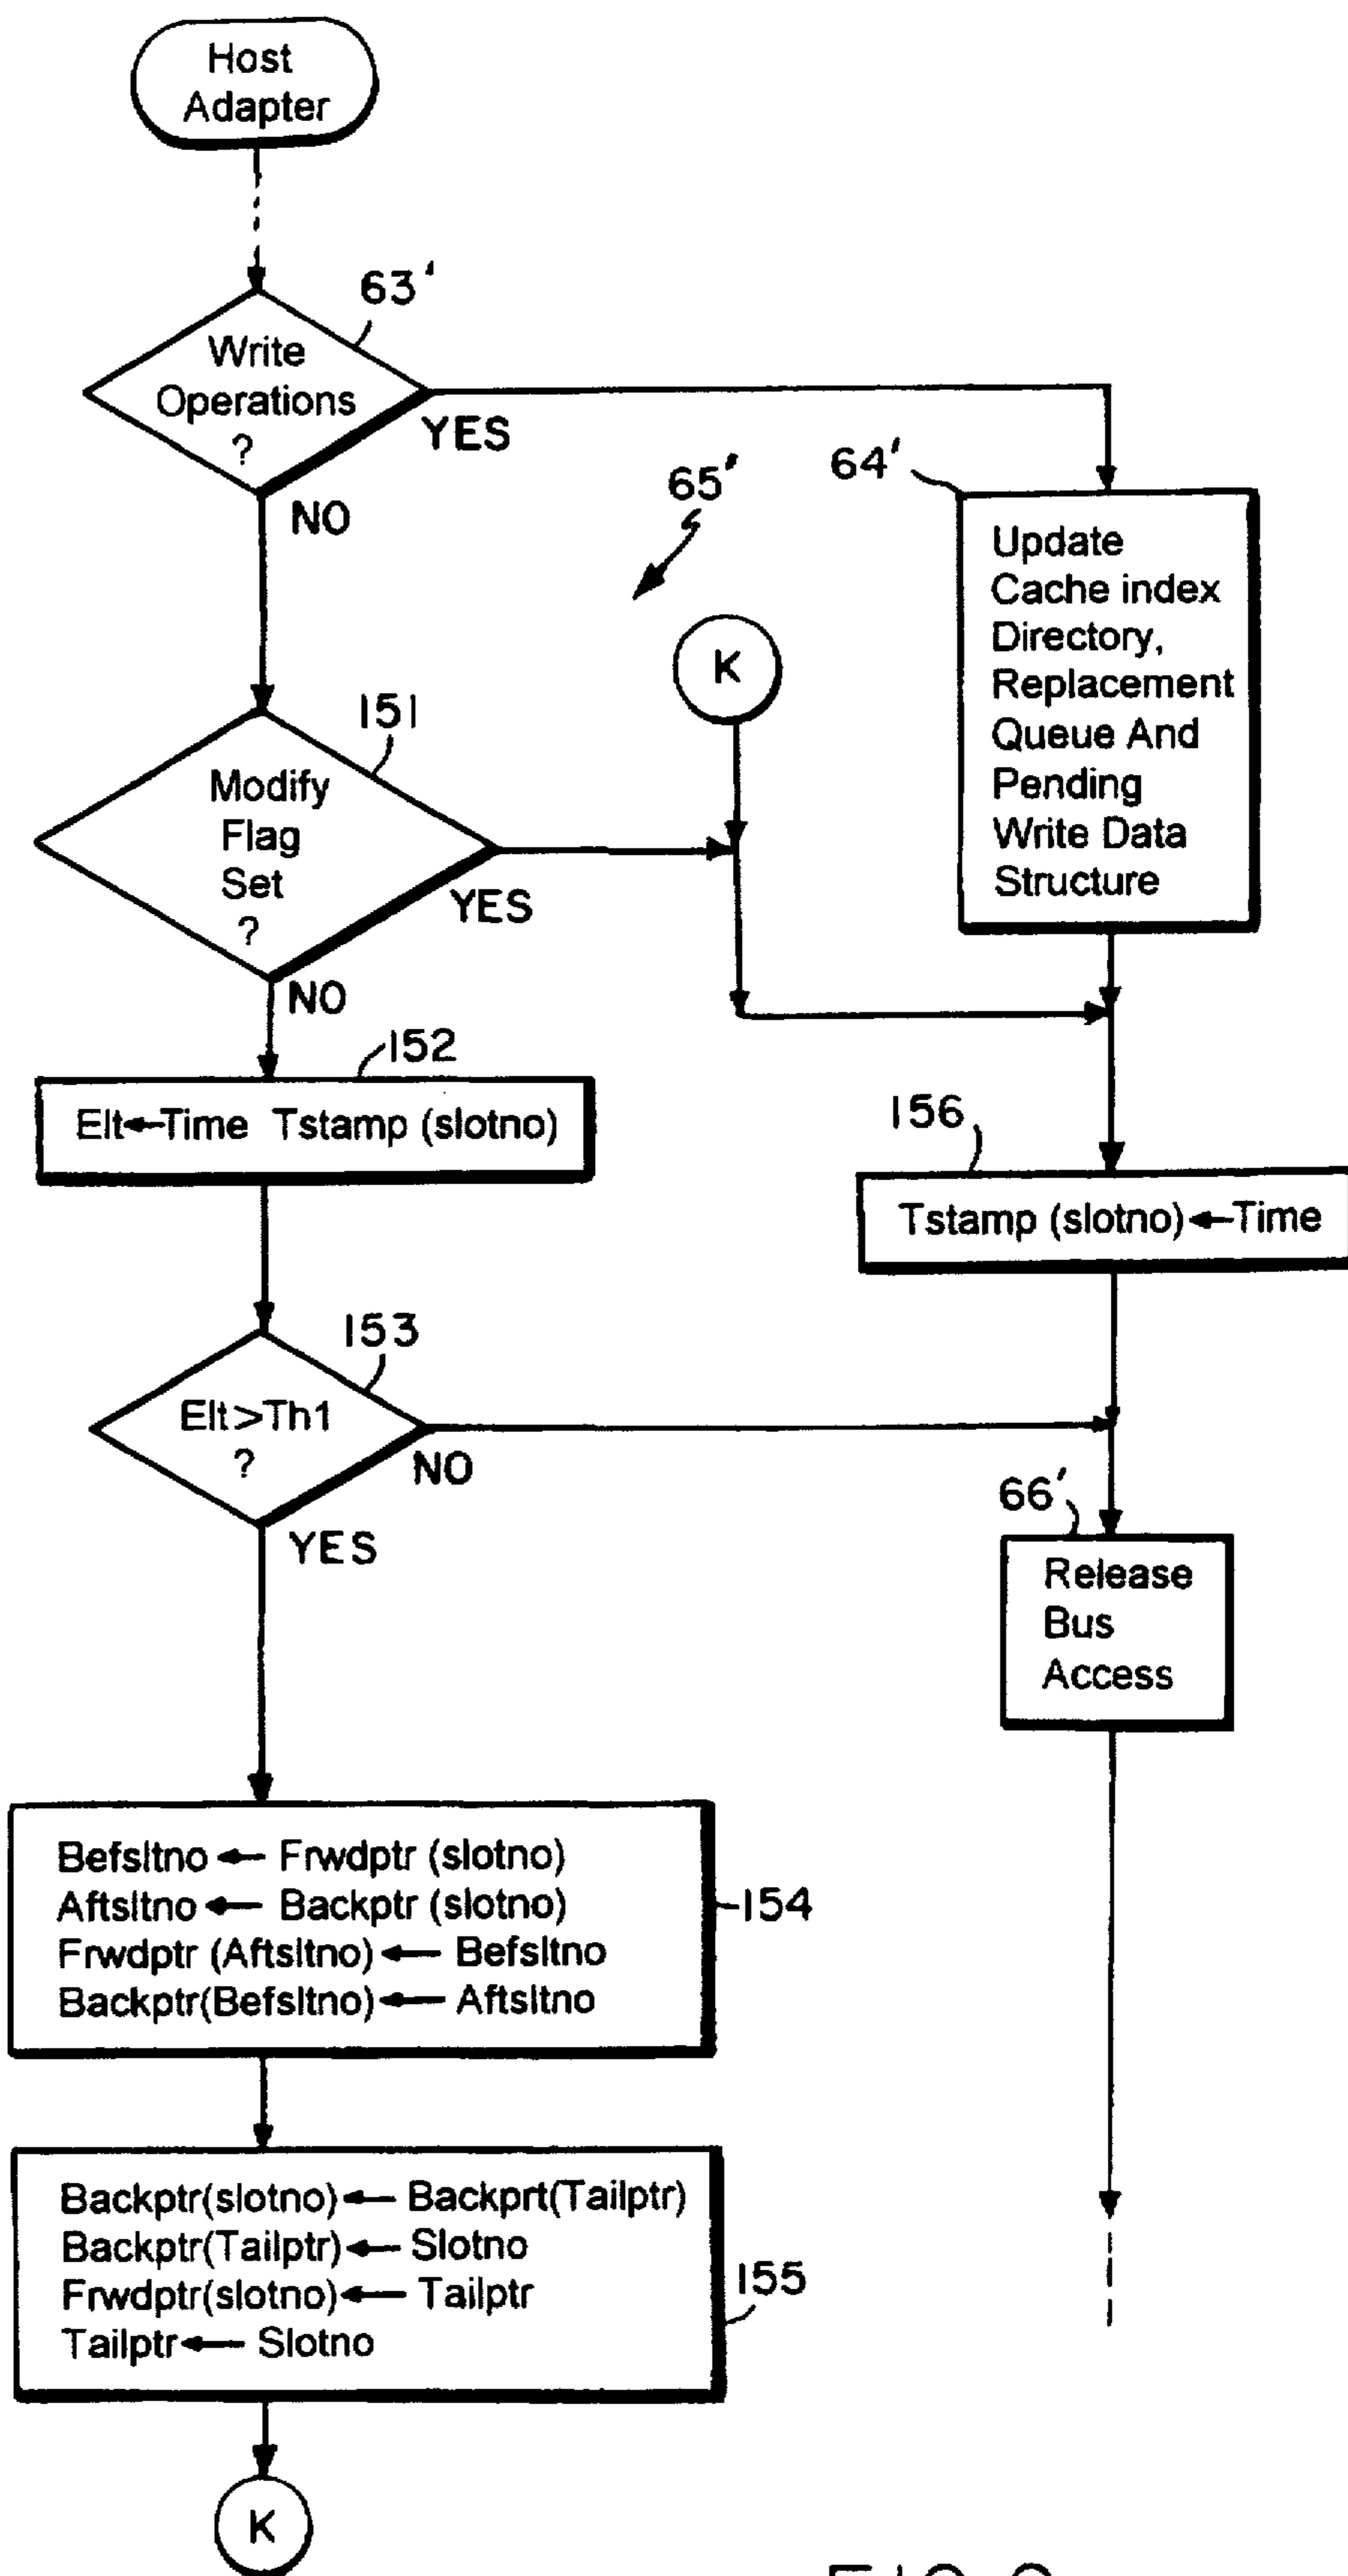 Host
Adapter
63'
Write
Operations
?
YES
NO
65'
64'
Update
Cache index
Directory,
Replacement
Queue And
Pending
Write Data
Structure
K
151
Modify
Flag
Set
?
YES
NO
152
Elt←Time Tstamp (slotno)
156
Tstamp (slotno)←Time
153
Elt>Th1
?
NO
YES
66'
Release
Bus
Access
Befsltno ← Frwdptr (slotno)
Aftsltno ← Backptr (slotno)
Frwdptr (Aftsltno) ← Befsltno
Backptr(Befsltno) ← Aftsltno
154
Backptr(slotno) ← Backprt(Tailptr)
Backptr(Tailptr) ← Slotno
Frwdptr(slotno) ← Tailptr
Tailptr ← Slotno
155
K